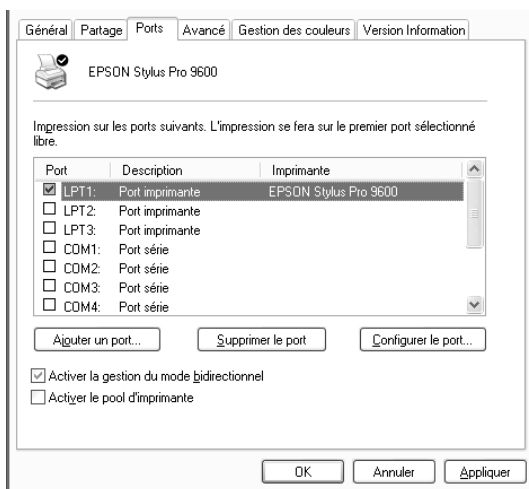 Général Partage Ports Avancé Gestion des couleurs Version Information
EPSON Stylus Pro 9600
Impression sur les ports suivants. L'impression se fera sur le premier port sélectionné
libre.
Port Description Imprimante
LPT1: Port imprimante EPSON Stylus Pro 9600
LPT2: Port imprimante
LPT3: Port imprimante
COM1: Port série
COM2: Port série
COM3: Port série
COM4: Port série
Ajouter un port... Supprimer le port Configurer le port...
Activer la gestion du mode bidirectionnel
Activer le pool d'imprimante
OK Annuler Appliquer